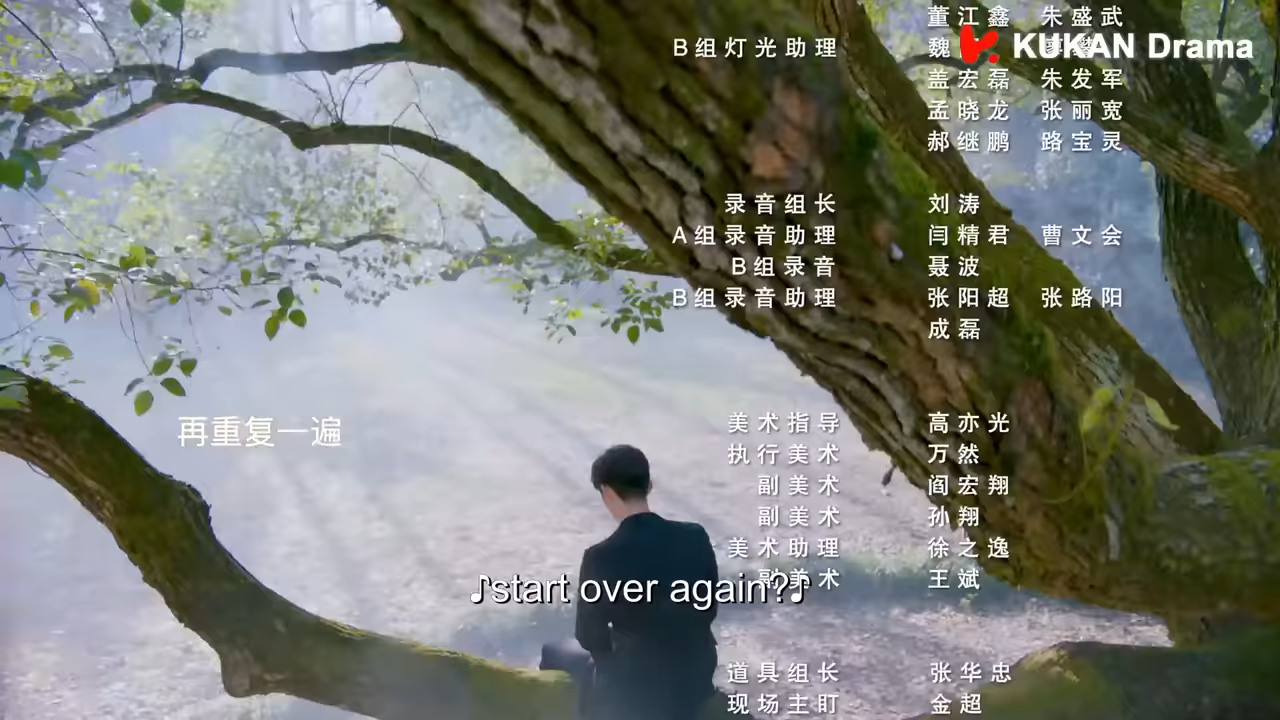 董江鑫 朱盛武
B组灯光助理 魏
KUKAN Drama
盖宏磊 朱发军
孟晓龙 张丽宽
郝继鹏 路宝灵
录音组长 刘涛
A组录音助理 闫精君 曹文会
B组录音 聂波
B组录音助理 张阳超 张路阳
成磊
再重复一遍
美术指导 高亦光
执行美术 万然
副美术 阎宏翔
副美术 孙翔
美术助理 徐之逸
副美术 王斌
♪start over again?♪
道具组长 张华忠
现场主盯 金超